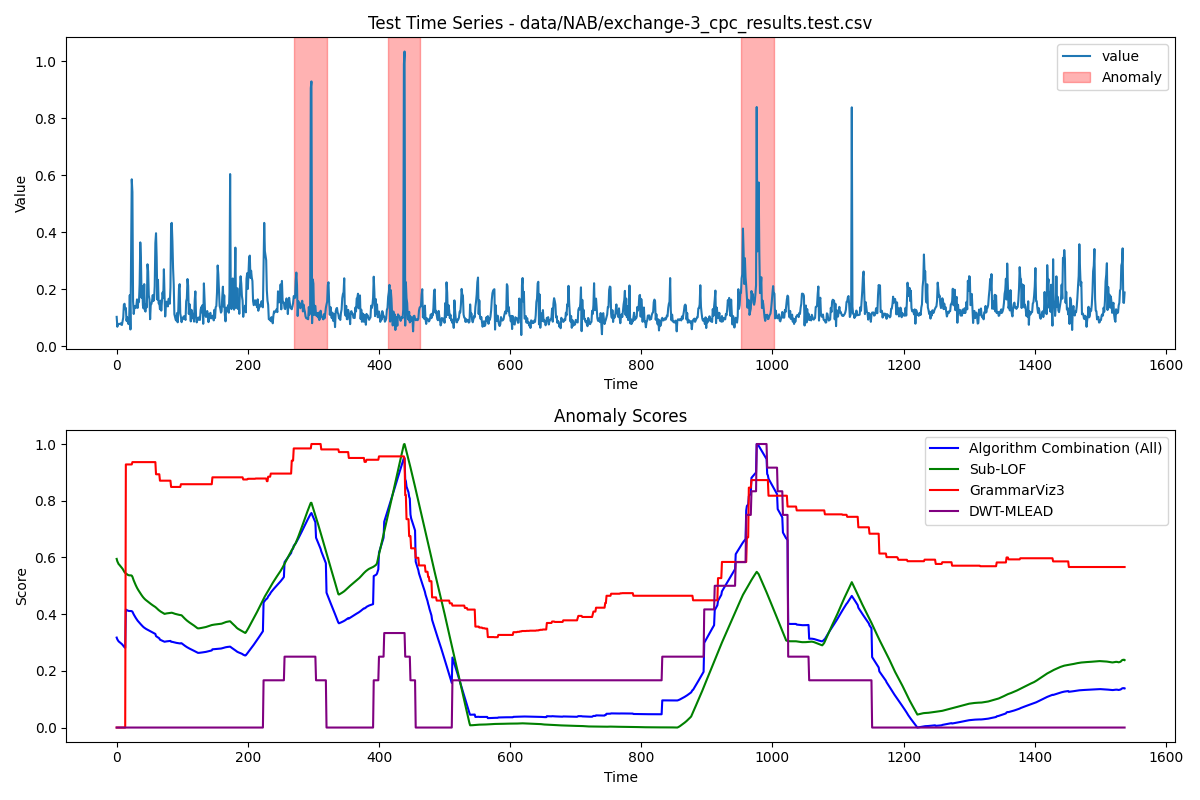 Test Time Series - data/NAB/exchange-3_cpc_results.test.csv
1.0
0.8
0.6
0.4
0.2
0.0
Value
value
Anomaly
0 200 400 600 800 1000 1200 1400 1600
Time
Anomaly Scores
1.0
0.8
0.6
0.4
0.2
0.0
Score
Algorithm Combination (All)
Sub-LOF
GrammarViz3
DWT-MLEAD
0 200 400 600 800 1000 1200 1400 1600
Time